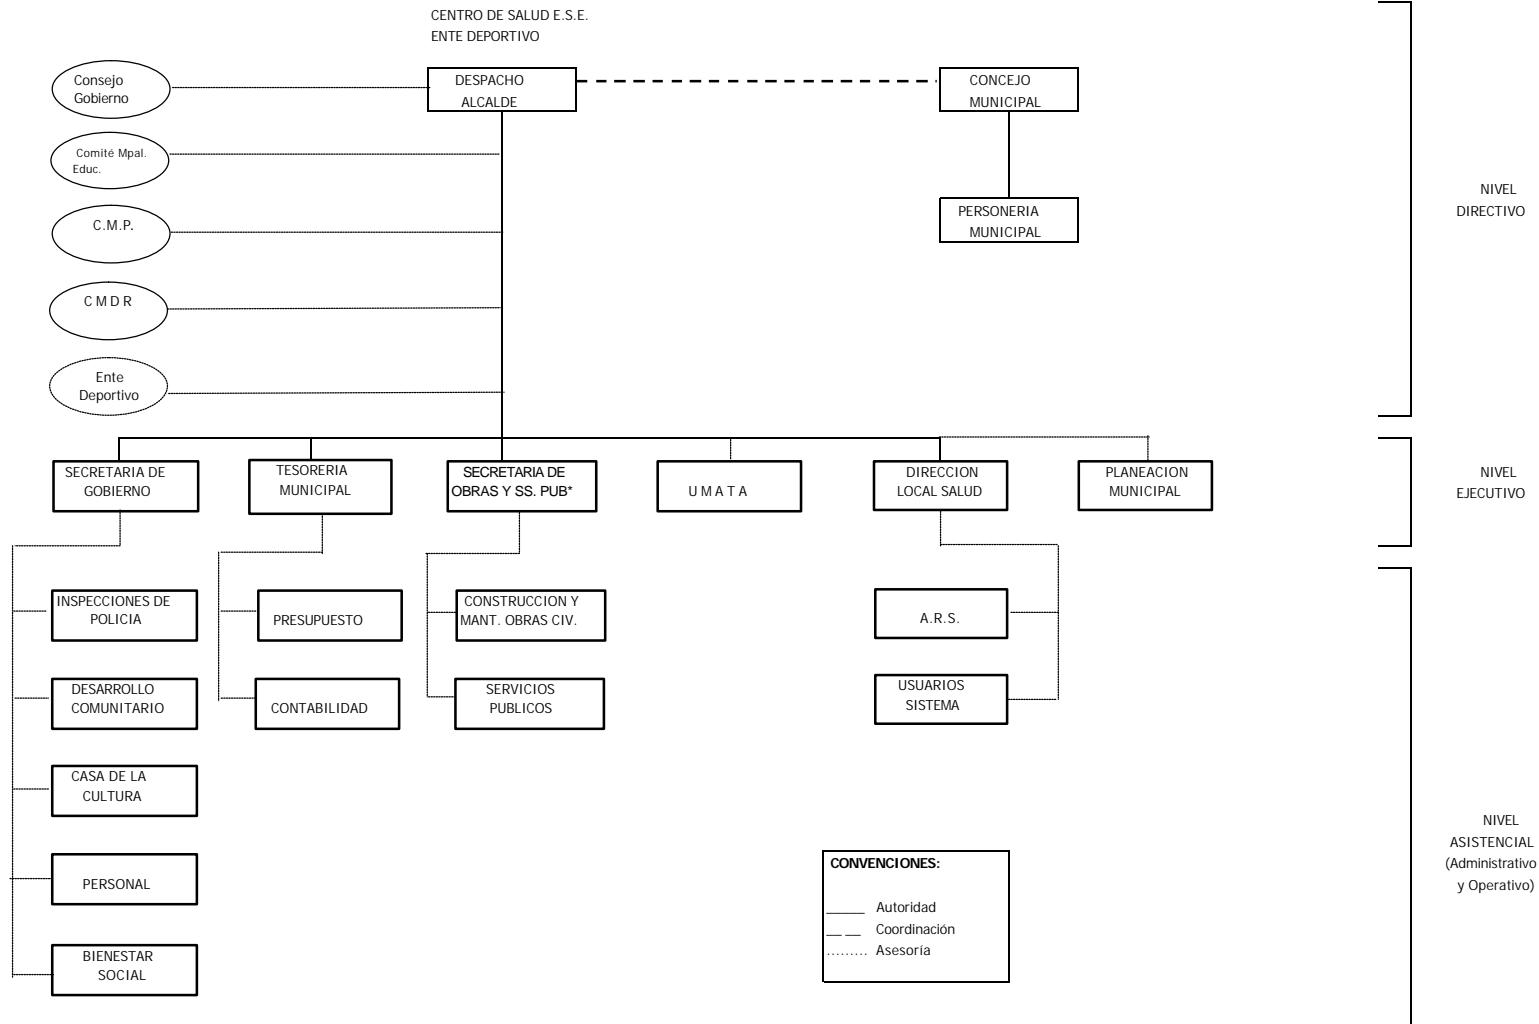 CENTRO DE SALUD E.S.E.
ENTE DEPORTIVO
Consejo
Gobierno
DESPACHO
ALCALDE
CONCEJO
MUNICIPAL
Comité Mpal.
Educ.
C.M.P.
PERSONERIA
MUNICIPAL
NIVEL
DIRECTIVO
C M D R
Ente
Deportivo
SECRETARIA DE
GOBIERNO
TESORERIA
MUNICIPAL
SECRETARIA DE
OBRAS Y SS. PUB*
U M A T A
DIRECCION
LOCAL SALUD
PLANEACION
MUNICIPAL
NIVEL
EJECUTIVO
INSPECCIONES DE
POLICIA
PRESUPUESTO
CONSTRUCCION Y
MANT. OBRAS CIV.
A.R.S.
DESARROLLO
COMUNITARIO
CONTABILIDAD
SERVICIOS
PUBLICOS
USUARIOS
SISTEMA
CASA DE LA
CULTURA
PERSONAL
BIENESTAR
SOCIAL
CONVENCIONES:
_____ Autoridad
__ __ Coordinación
......... Asesoría
NIVEL
ASISTENCIAL
(Administrativo
y Operativo)